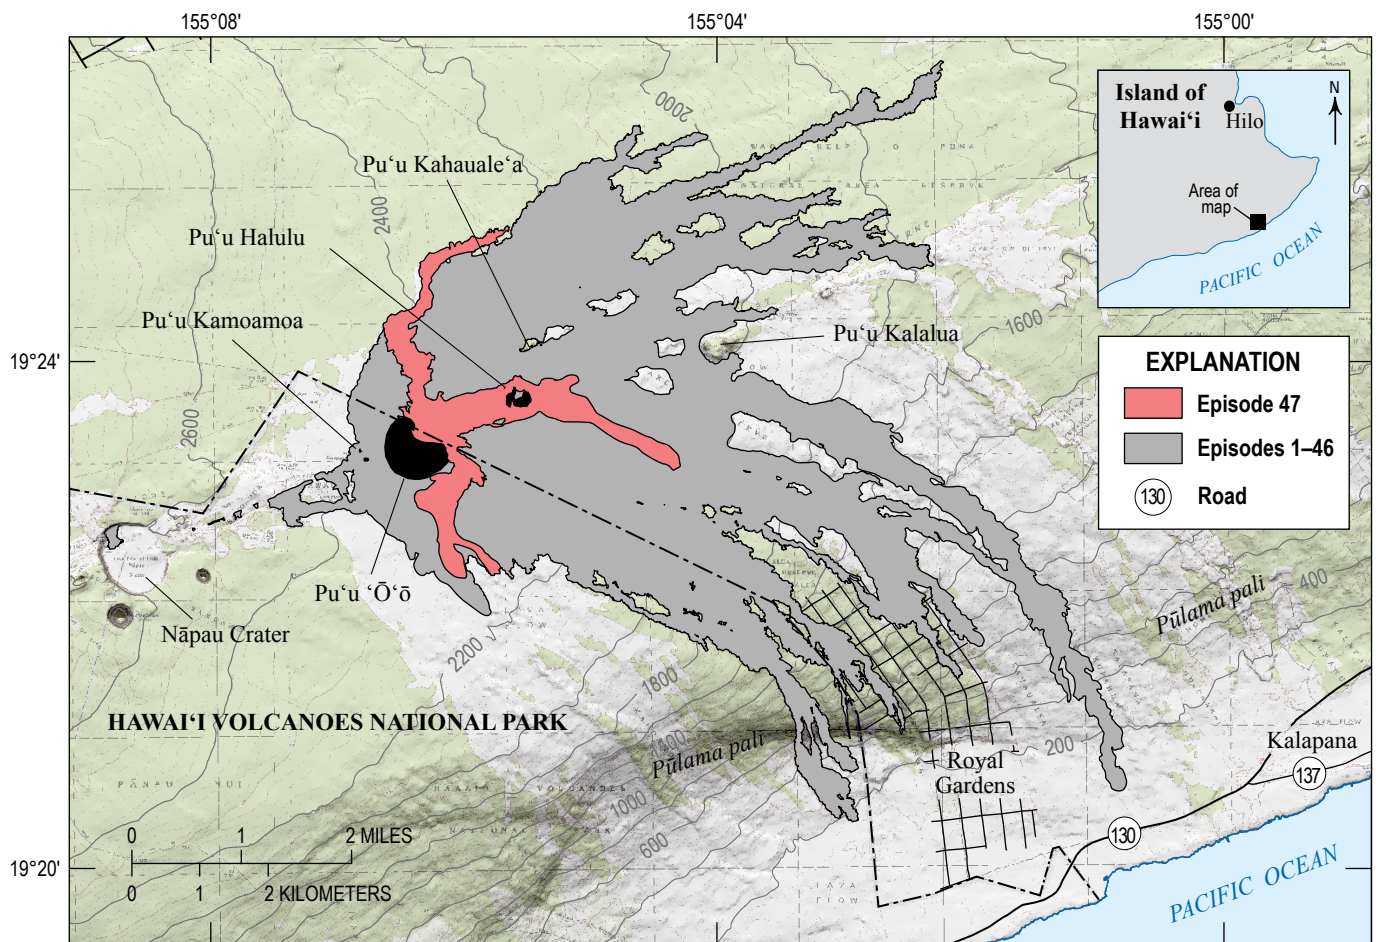 155°08'
155°04'
155°00'
2000
Island of
Hawai‘i
N
Hilo
Pu‘u Kahauale‘a
2400
Area of
map
Pu‘u Halulu
PACIFIC OCEAN
Pu‘u Kamoamoa
1600
Pu‘u Kalalua
19°24'
EXPLANATION
Episode 47
2600
Episodes 1–46
130 Road
Pu‘u ‘Ō‘ō
400
Pūlama pali
Nāpau Crater
2200
1800
HAWAI‘I VOLCANOES NATIONAL PARK
1400
Pūlama pali
200
Kalapana
Royal
Gardens
137
1000
0 1 2 MILES
130
600
19°20'
0 1 2 KILOMETERS
PACIFIC OCEAN